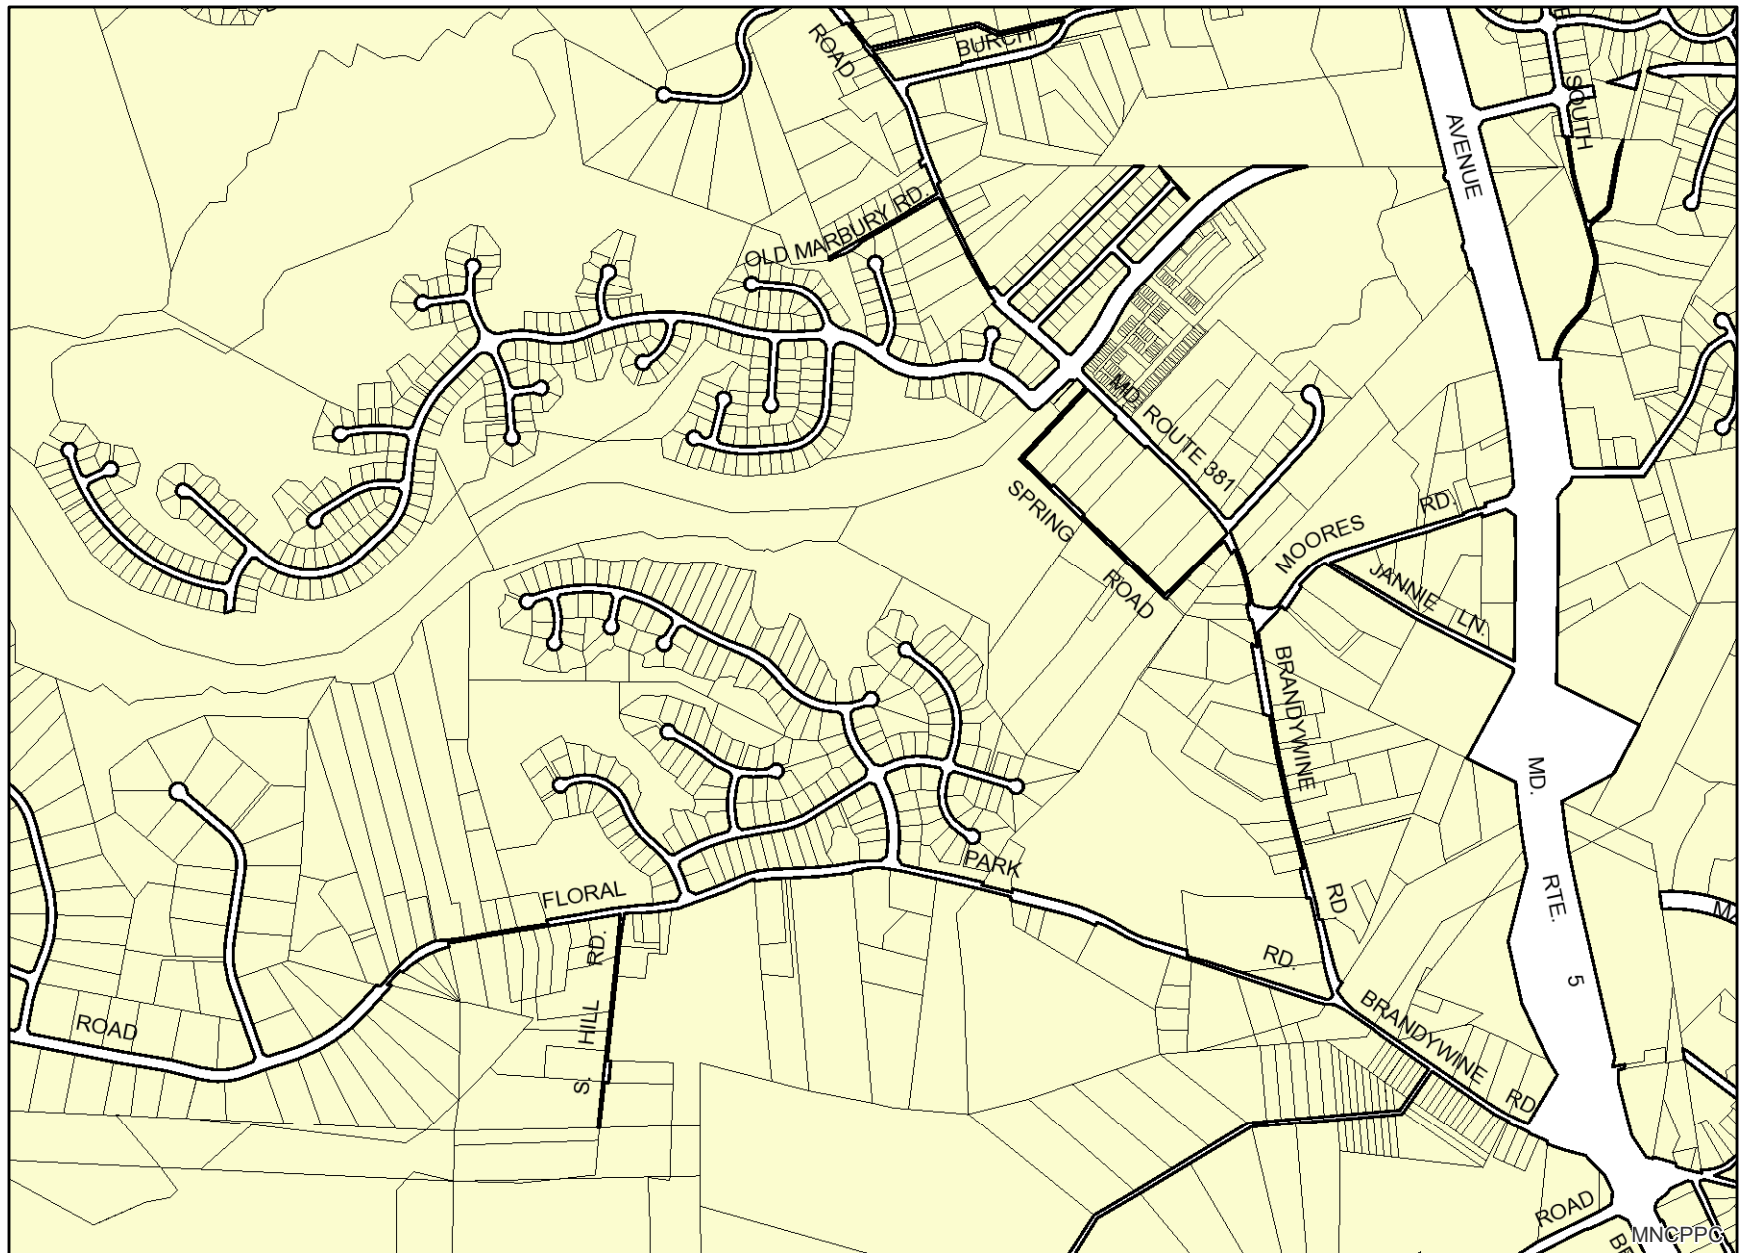 ROAD
BURCH
SOUTH
AVENUE
OLD MARBURY RD.
MD. ROUTE 381
SPRING
ROAD
MOORES
RD.
JANNIE
LN.
BRANDYWINE
RD
MD.
RTE.
5
FLORAL
PARK
RD.
S.
HILL
RD.
ROAD
BRANDYWINE
RD
ROAD
MNCPPC